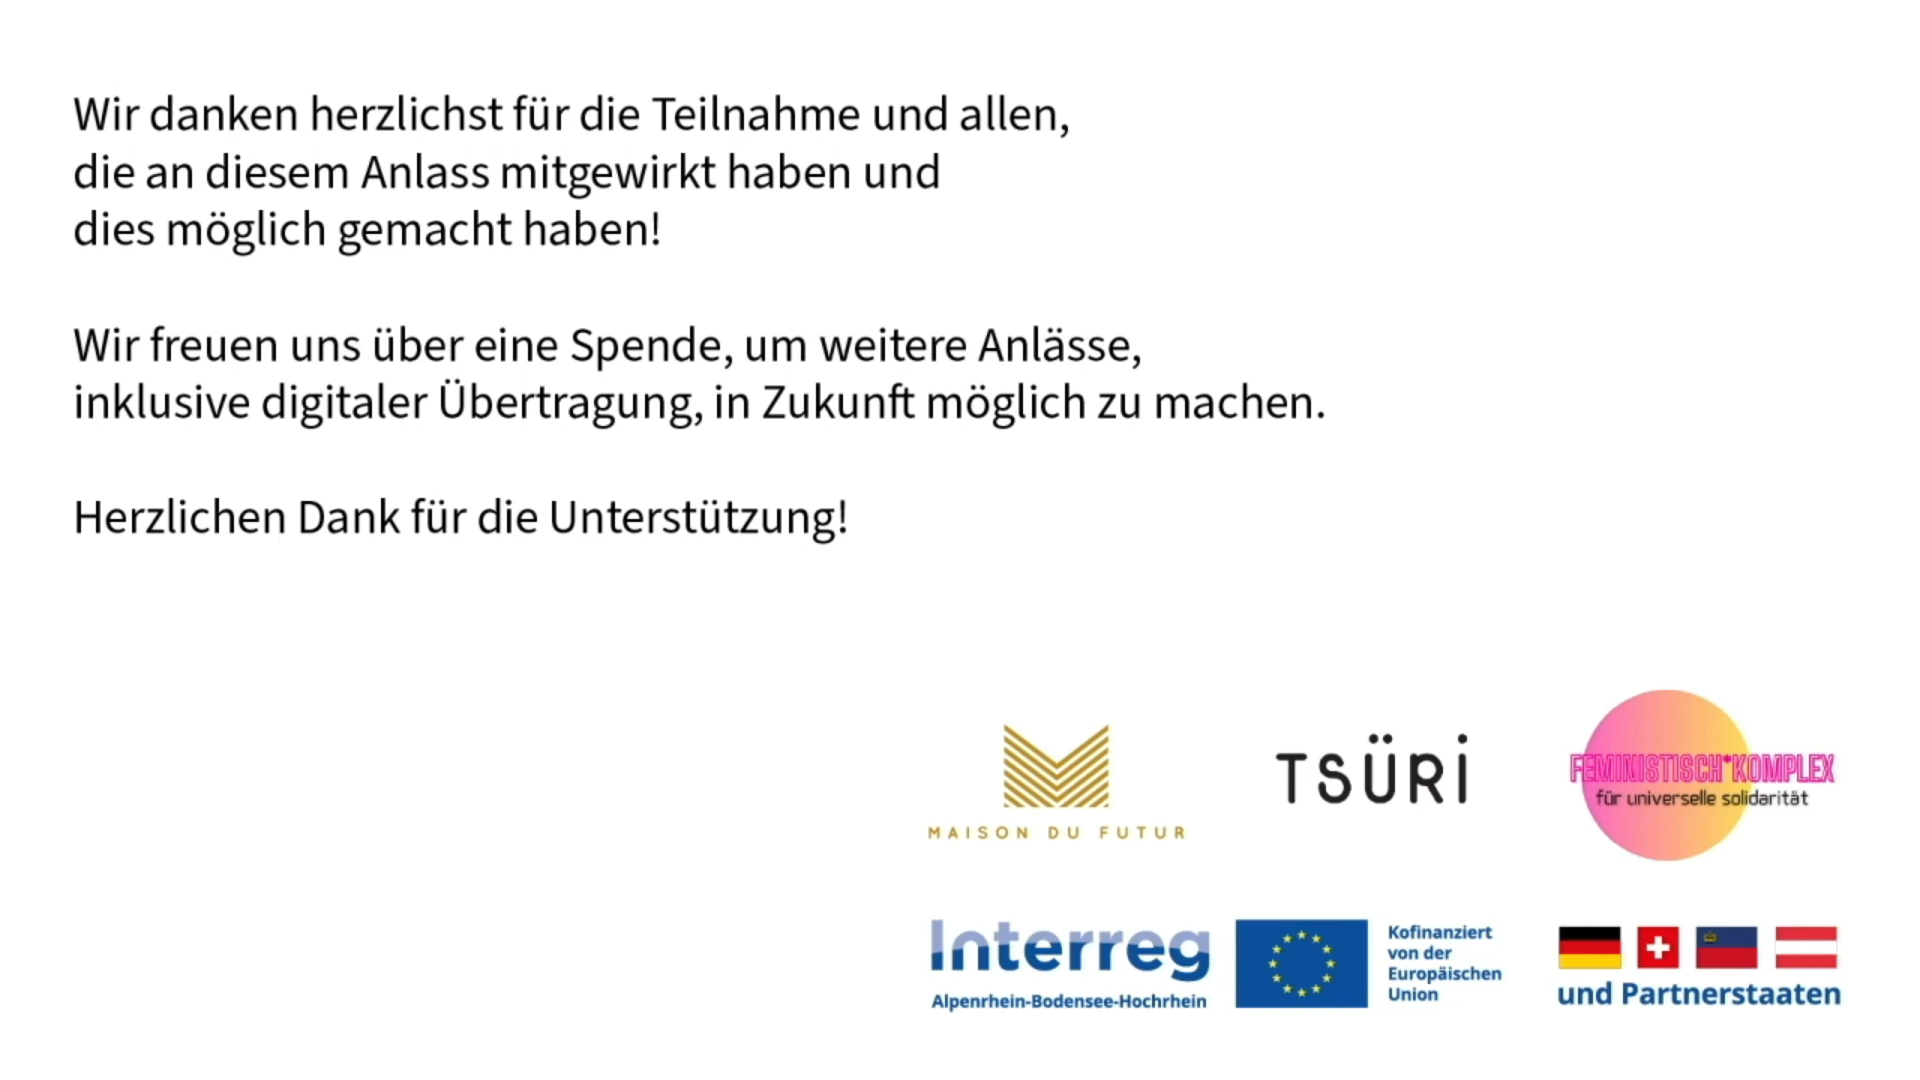 Wir danken herzlichst für die Teilnahme und allen,
die an diesem Anlass mitgewirkt haben und
dies möglich gemacht haben!
Wir freuen uns über eine Spende, um weitere Anlässe,
inklusive digitaler Übertragung, in Zukunft möglich zu machen.
Herzlichen Dank für die Unterstützung!
MAISON DU FUTUR
TSÜRİ
FEMINISTISCH*KOMPLEX
für universelle solidarität
Interreg
Alpenrhein-Bodensee-Hochrhein
Kofinanziert
von der
Europäischen
Union
und Partnerstaaten